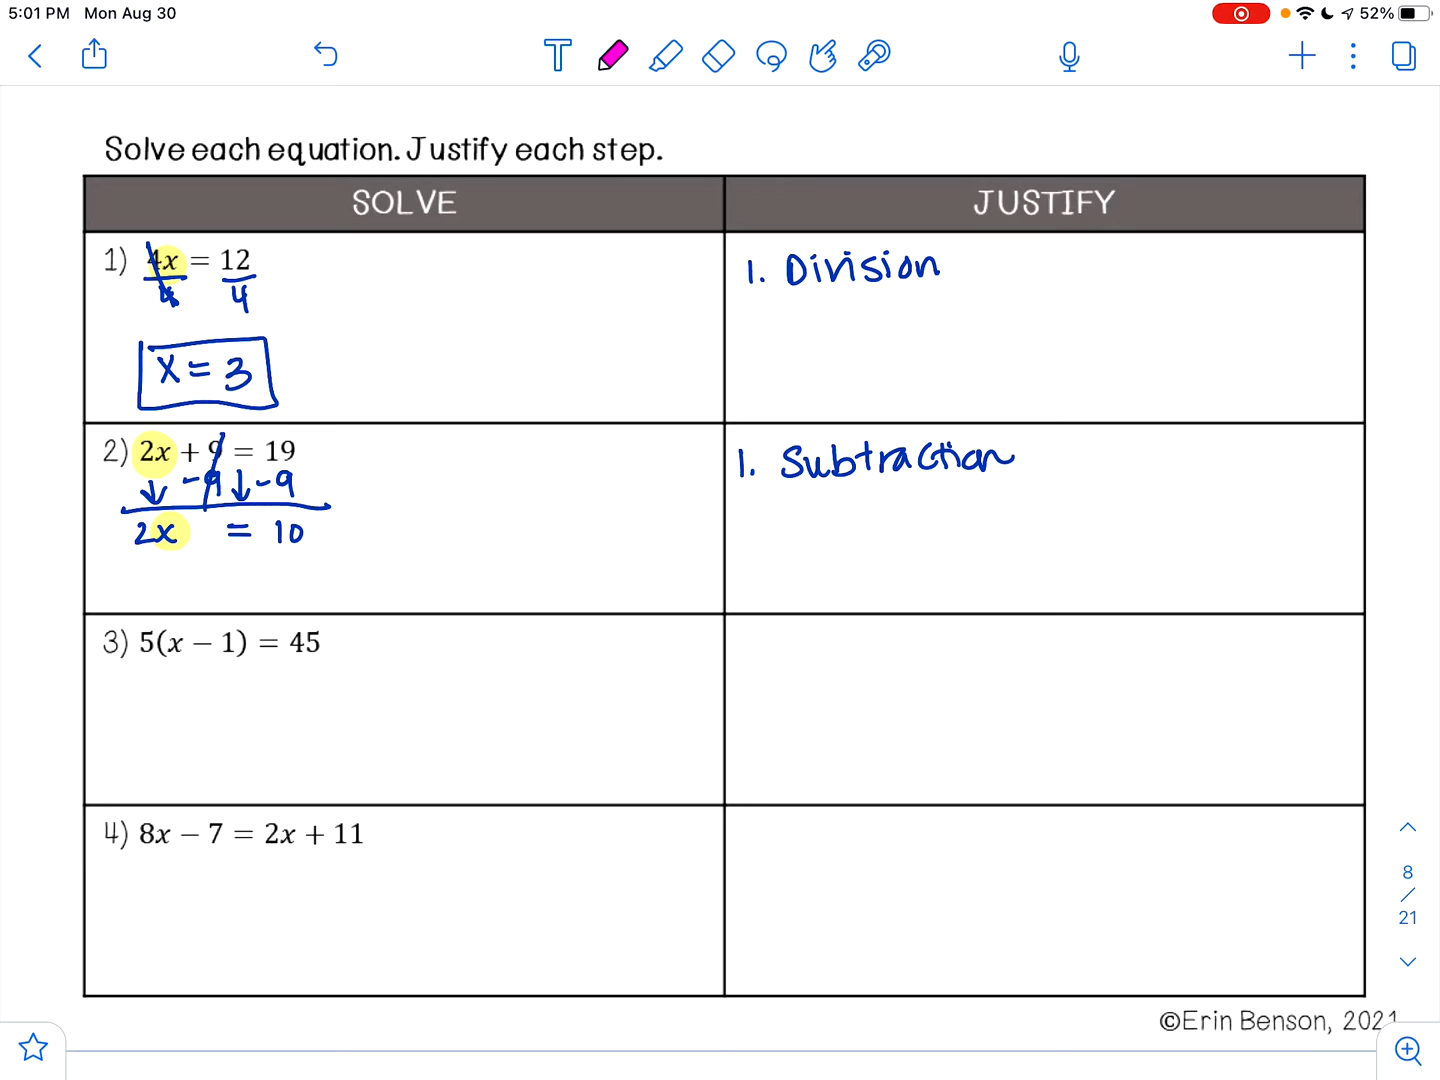 5:01 PM Mon Aug 30
52%
Solve each equation. Justify each step.
SOLVE JUSTIFY
1) 4x = 12
4 4
x = 3
1. Division
2) 2x + 9 = 19
-9 -9
2x = 10
1. Subtraction
3) 5(x − 1) = 45
4) 8x − 7 = 2x + 11
8
/
21
©Erin Benson, 2021